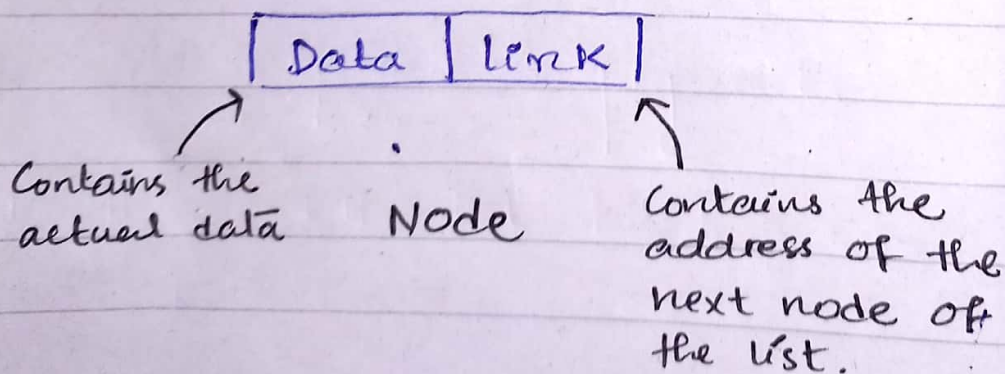 Data link
Contains the
actual data
Node
Contains the
address of the
next node of
the list.